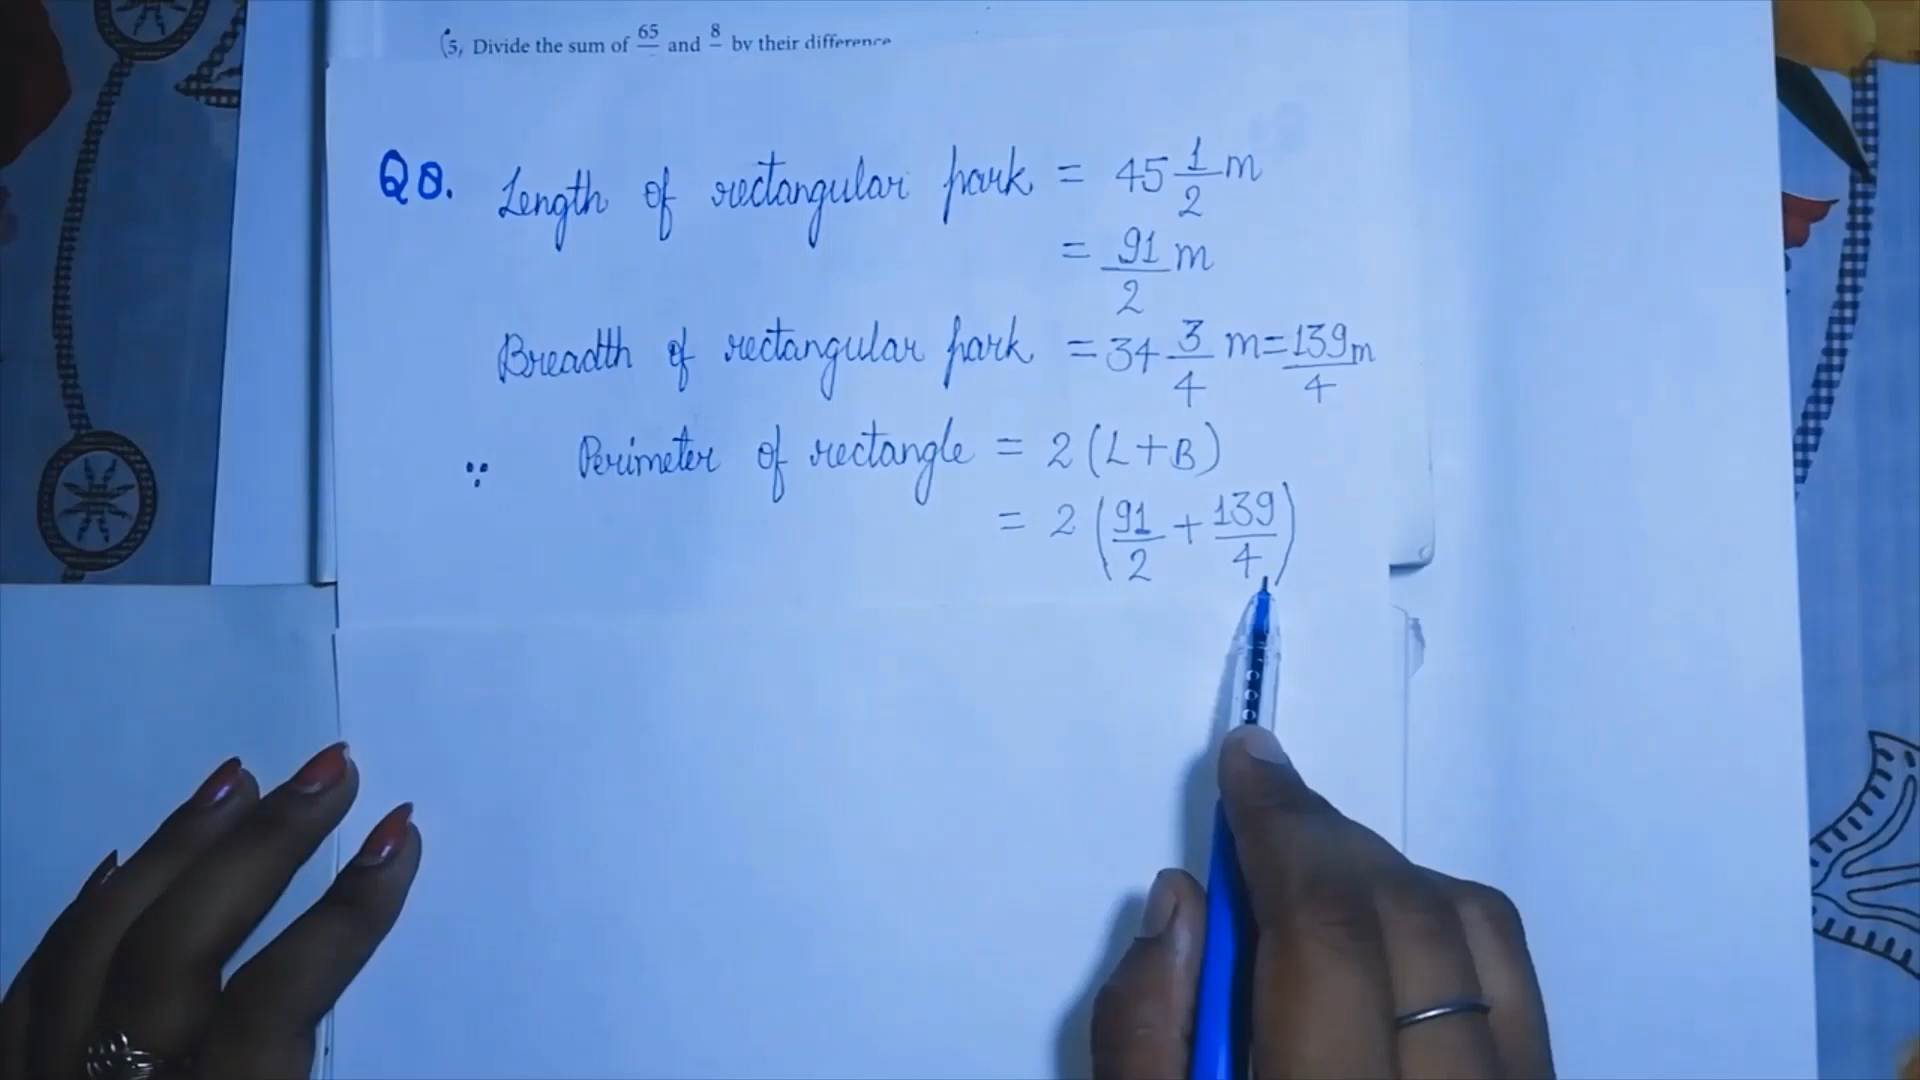 (5, Divide the sum of 65/ and 8/ by their difference
Q8. Length of rectangular park = 45 1/2 m
= 91/2 m
Breadth of rectangular park = 34 3/4 m = 139/4 m
∵ Perimeter of rectangle = 2 (L+B)
= 2 (91/2 + 139/4)